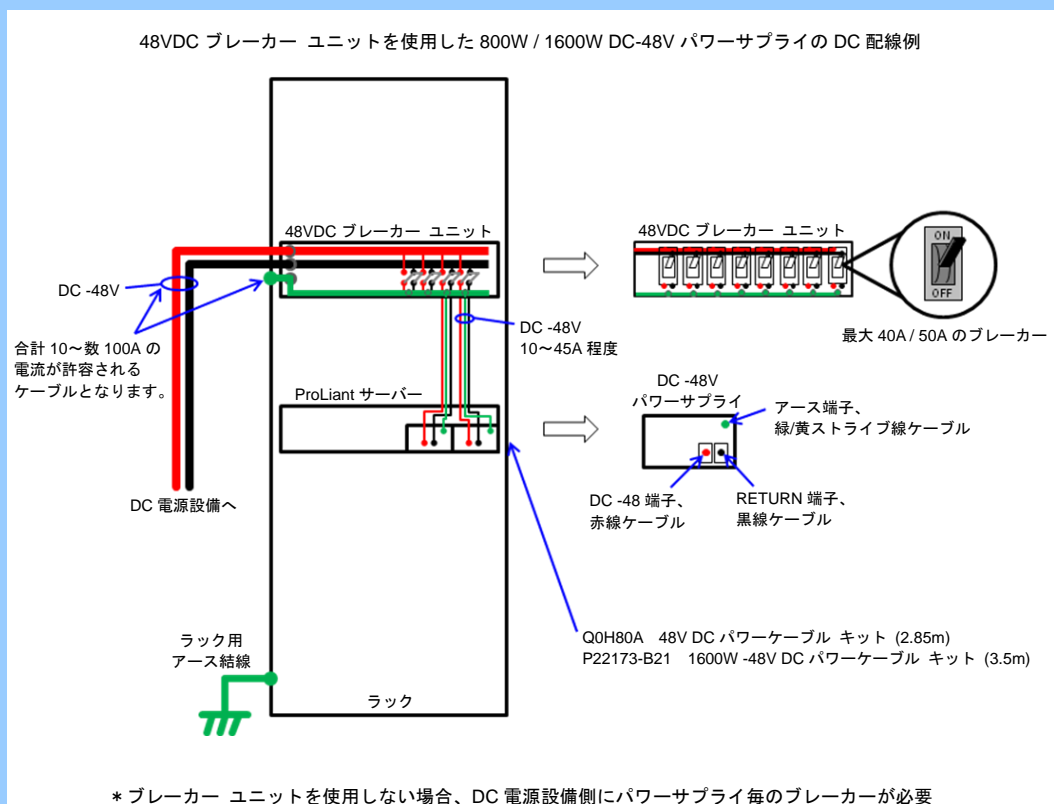 48VDC ブレーカー ユニットを使用した 800W / 1600W DC-48V パワーサプライの DC 配線例
48VDC ブレーカー ユニット
48VDC ブレーカー ユニット
ON
OFF
DC -48V
DC -48V
10～45A 程度
最大 40A / 50A のブレーカー
合計 10～数 100A の
電流が許容される
ケーブルとなります。
ProLiant サーバー
DC -48V
パワーサプライ
アース端子、
緑/黄ストライプ線ケーブル
DC 電源設備へ
DC -48 端子、
赤線ケーブル
RETURN 端子、
黒線ケーブル
Q0H80A 48V DC パワーケーブル キット (2.85m)
P22173-B21 1600W -48V DC パワーケーブル キット (3.5m)
ラック用
アース結線
ラック
* ブレーカー ユニットを使用しない場合、DC 電源設備側にパワーサプライ毎のブレーカーが必要